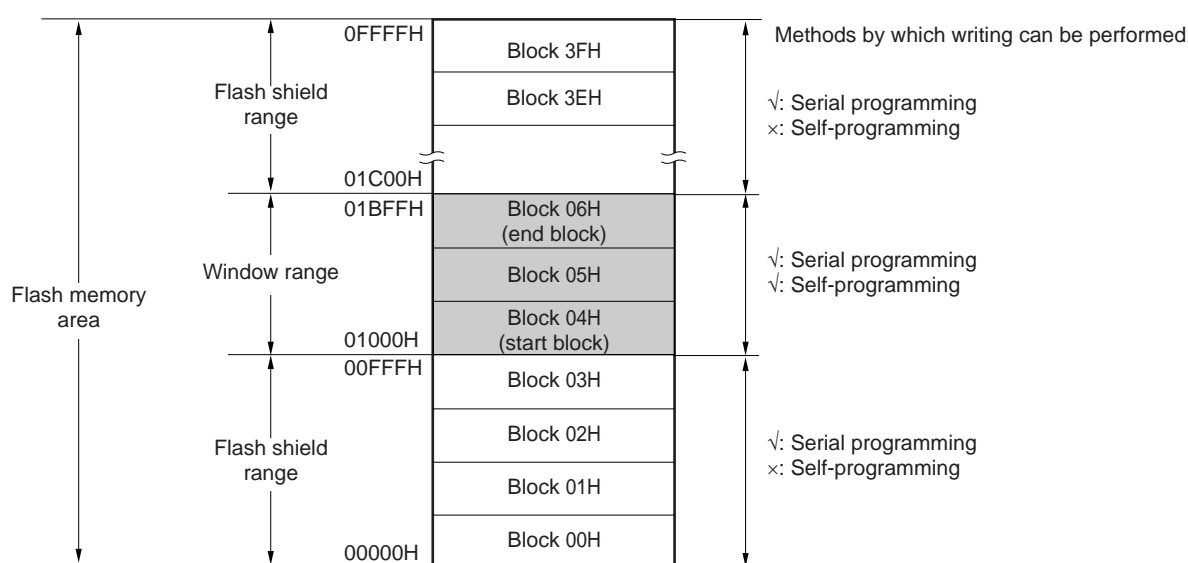 0FFFFH
Block 3FH
Methods by which writing can be performed
Flash shield
range
Block 3EH
√: Serial programming
×: Self-programming
01C00H
01BFFH
Block 06H
(end block)
Window range
Block 05H
√: Serial programming
√: Self-programming
Flash memory
area
Block 04H
(start block)
01000H
00FFFH
Block 03H
Flash shield
range
Block 02H
√: Serial programming
×: Self-programming
Block 01H
Block 00H
00000H